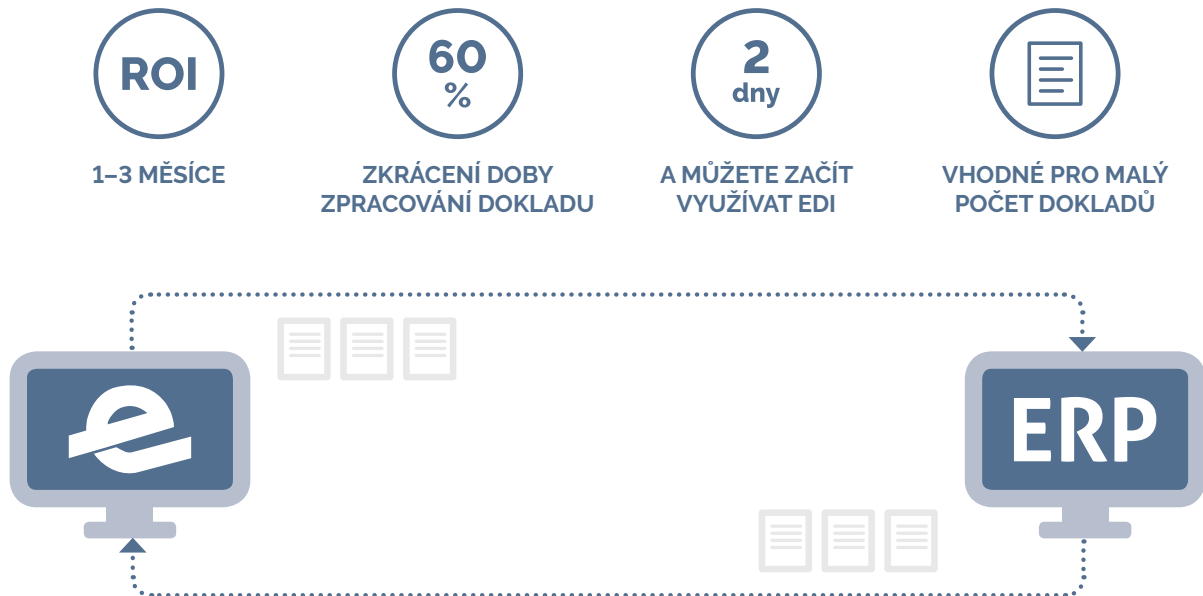 ROI
1–3 MĚSÍCE
60
%
ZKRÁCENÍ DOBY
ZPRACOVÁNÍ DOKLADU
2
dny
A MŮŽETE ZAČÍT
VYUŽÍVAT EDI
VHODNÉ PRO MALÝ
POČET DOKLADŮ
e
ERP